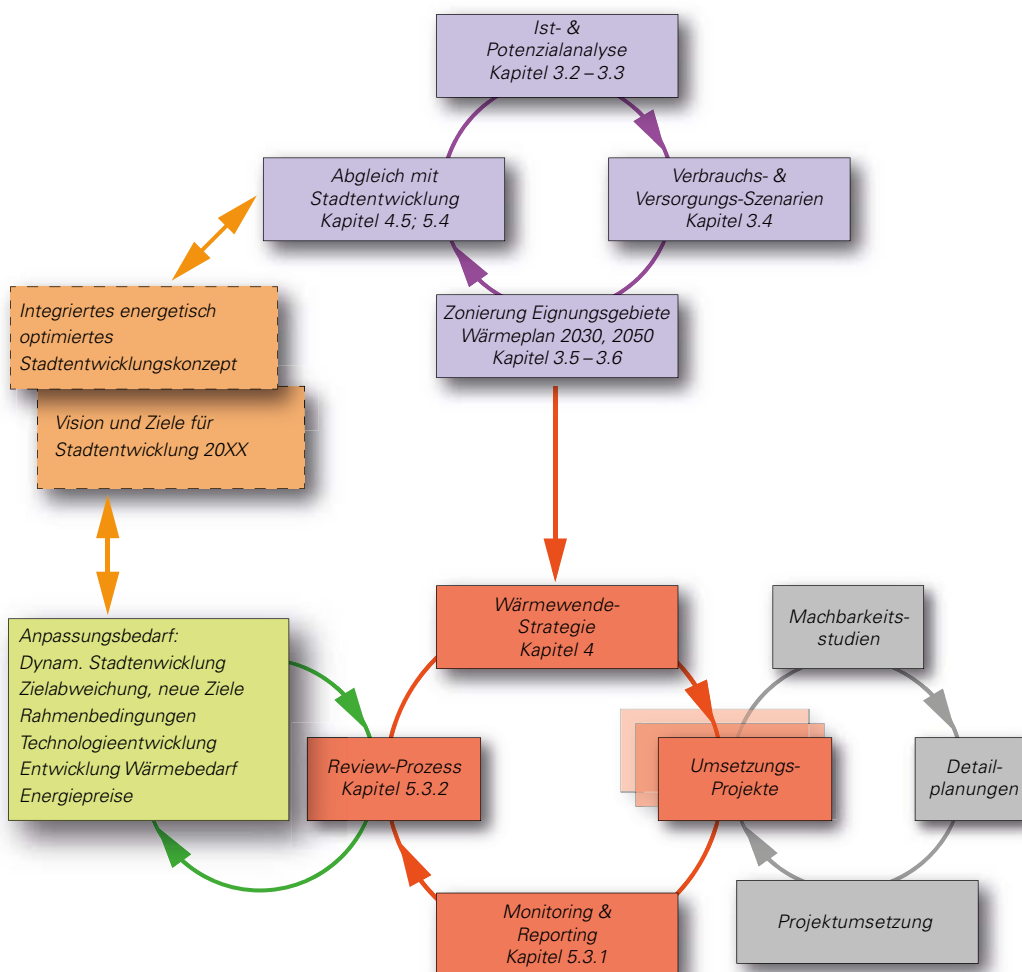 Ist- &
Potenzialanalyse
Kapitel 3.2 – 3.3
Abgleich mit
Stadtentwicklung
Kapitel 4.5; 5.4
Verbrauchs- &
Versorgungs-Szenarien
Kapitel 3.4
Zonierung Eignungsgebiete
Wärmeplan 2030, 2050
Kapitel 3.5 – 3.6
Integriertes energetisch
optimiertes
Stadtentwicklungskonzept
Vision und Ziele für
Stadtentwicklung 20XX
Wärmewende-
Strategie
Kapitel 4
Machbarkeits-
studien
Anpassungsbedarf:
Dynam. Stadtenwicklung
Zielabweichung, neue Ziele
Rahmenbedingungen
Technologieentwicklung
Entwicklung Wärmebedarf
Energiepreise
Review-Prozess
Kapitel 5.3.2
Umsetzungs-
Projekte
Detail-
planungen
Monitoring &
Reporting
Kapitel 5.3.1
Projektumsetzung